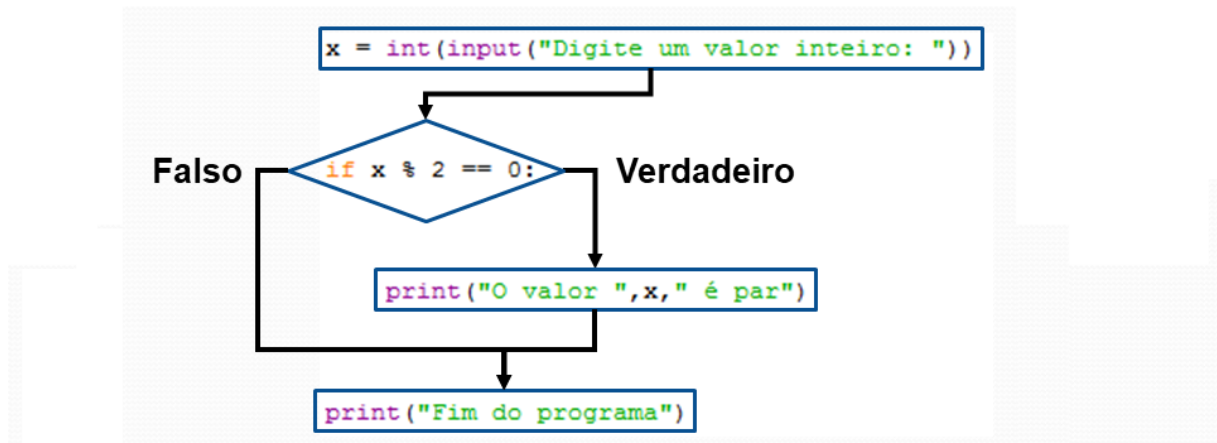 x = int(input("Digite um valor inteiro: "))
Falso
if x % 2 == 0:
Verdadeiro
print("O valor ",x," é par")
print("Fim do programa")